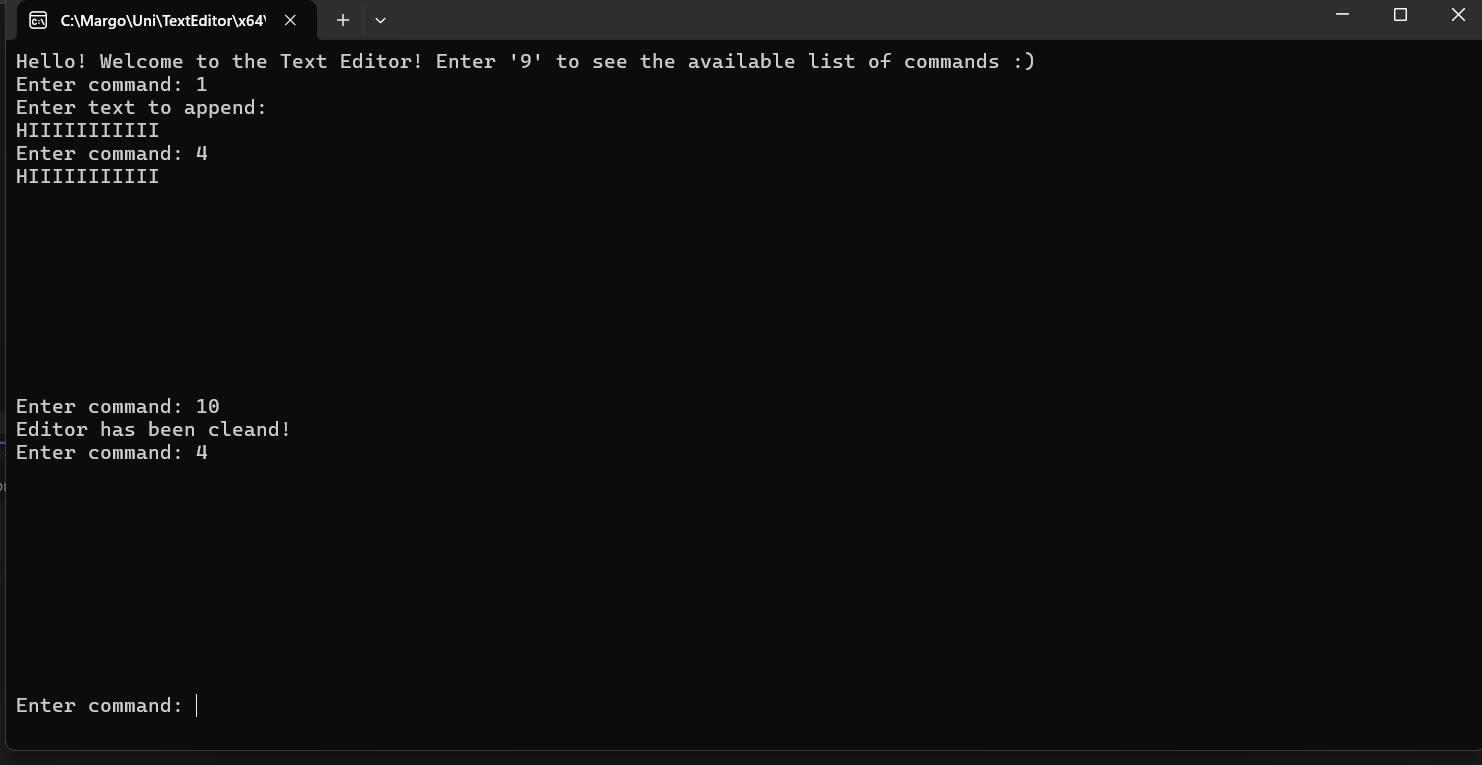 C:\Margo\Uni\TextEditor\x64\
Hello! Welcome to the Text Editor! Enter '9' to see the available list of commands :)
Enter command: 1
Enter text to append:
HIIIIIIIIIII
Enter command: 4
HIIIIIIIIIII
Enter command: 10
Editor has been cleand!
Enter command: 4
Enter command: